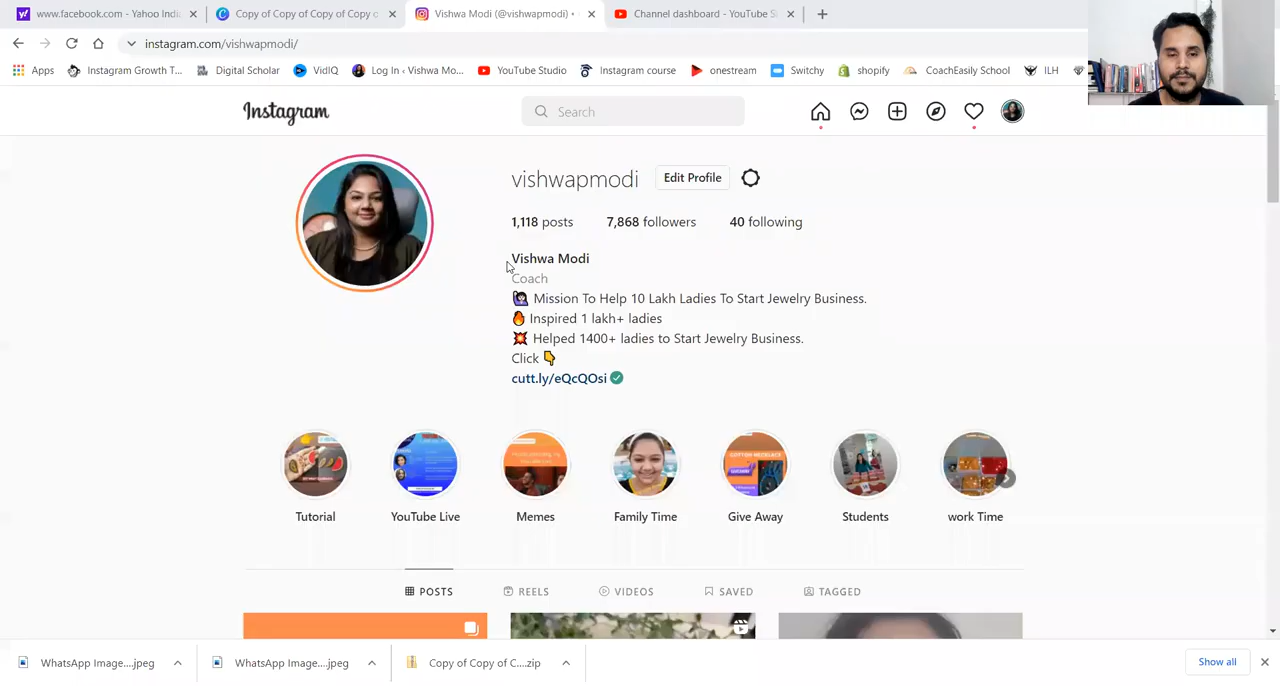 www.facebook.com - Yahoo Indi
Copy of Copy of Copy of Copy o
Vishwa Modi (@vishwapmodi) •
Channel dashboard - YouTube S
instagram.com/vishwapmodi/
Apps
Instagram Growth T...
Digital Scholar
VidIQ
Log In ‹ Vishwa Mo...
YouTube Studio
Instagram course
onestream
Switchy
shopify
CoachEasily School
ILH
Instagram
Search
vishwapmodi
Edit Profile
1,118 posts
7,868 followers
40 following
Vishwa Modi
Coach
🙋🏻‍♀️ Mission To Help 10 Lakh Ladies To Start Jewelry Business.
🔥 Inspired 1 lakh+ ladies
💥 Helped 1400+ ladies to Start Jewelry Business.
Click 👇
cutt.ly/eQcQOsi
Tutorial
YouTube Live
Memes
Family Time
Give Away
Students
work Time
POSTS
REELS
VIDEOS
SAVED
TAGGED
WhatsApp Image....jpeg
WhatsApp Image....jpeg
Copy of Copy of C....zip
Show all